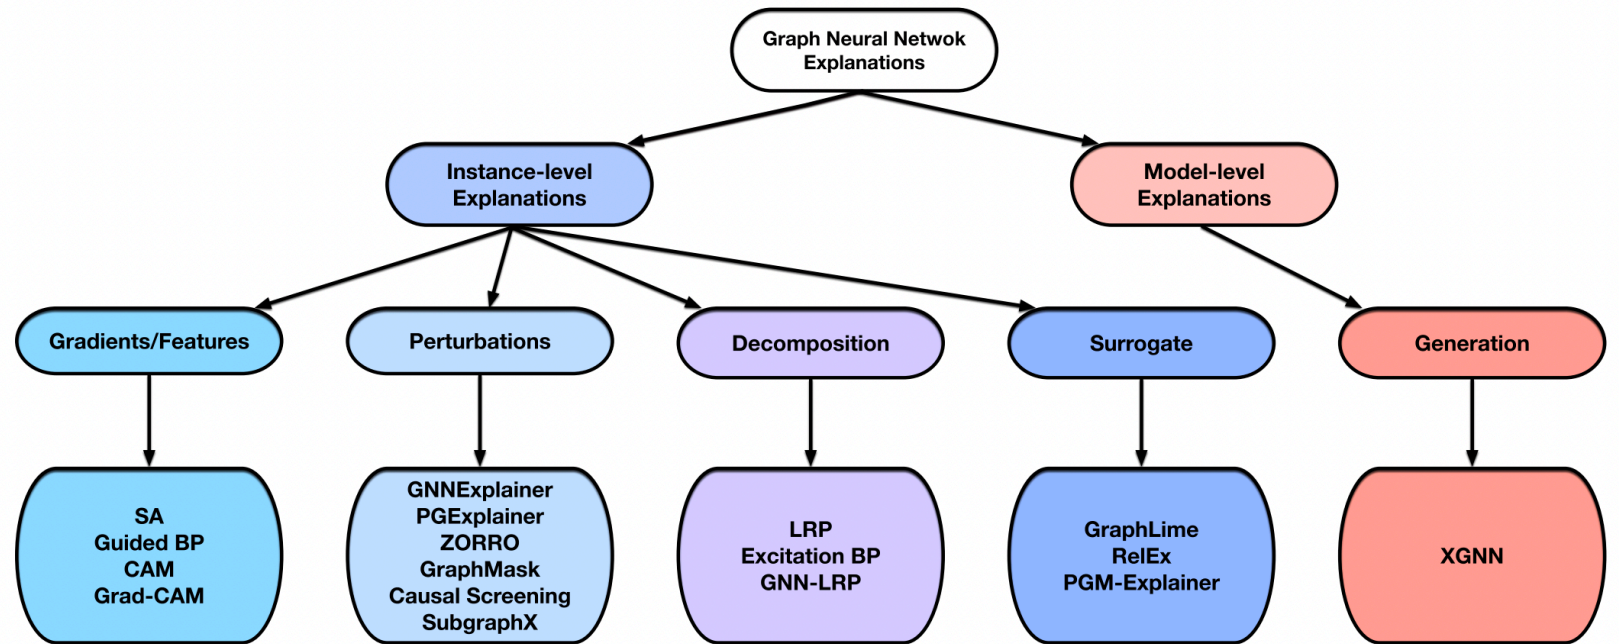 Graph Neural Netwok
Explanations
Instance-level
Explanations
Model-level
Explanations
Gradients/Features
Perturbations
Decomposition
Surrogate
Generation
SA
Guided BP
CAM
Grad-CAM
GNNExplainer
PGExplainer
ZORRO
GraphMask
Causal Screening
SubgraphX
LRP
Excitation BP
GNN-LRP
GraphLime
RelEx
PGM-Explainer
XGNN